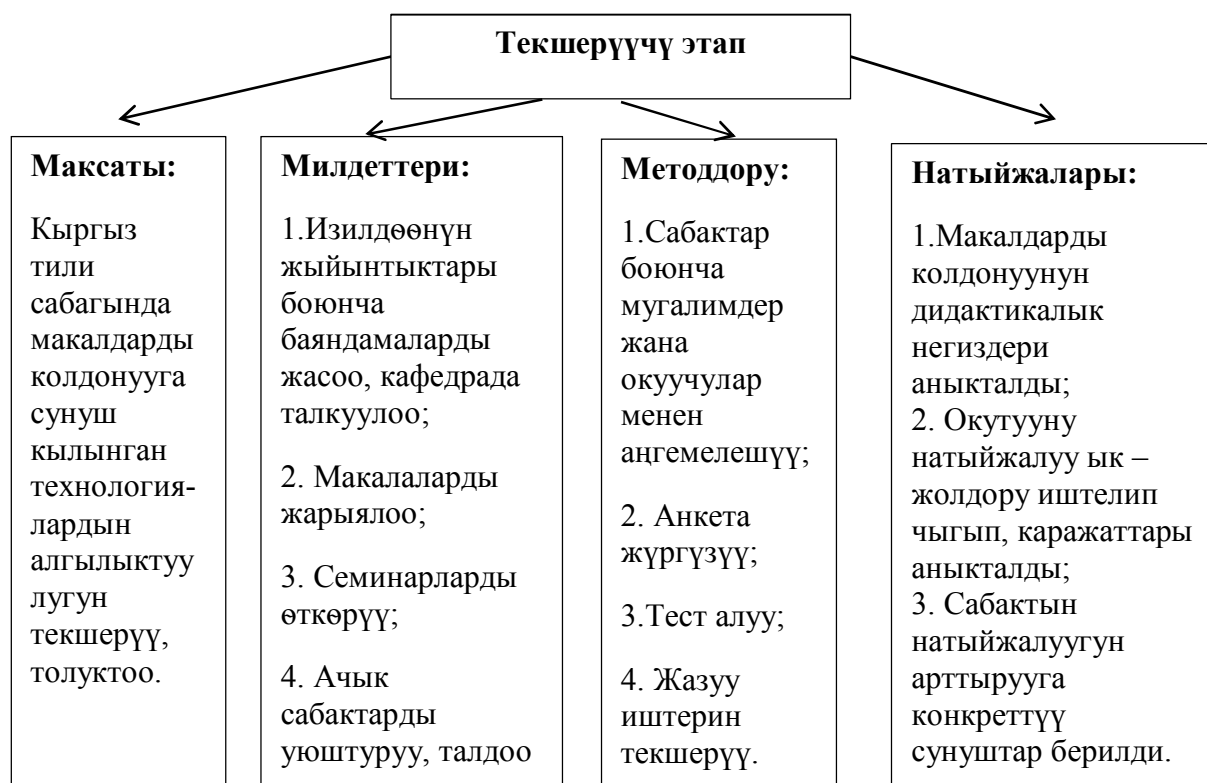 Текшерүүчү этап
Максаты:
Кыргыз
тили
сабагында
макалдарды
колдонууга
сунуш
кылынган
технология-
лардын
алгылыктуу
лугун
текшерүү,
толуктоо.
Милдеттери:
1.Изилдөөнүн
жыйынтыктары
боюнча
баяндамаларды
жасоо, кафедрада
талкуулоо;
2. Макалаларды
жарыялоо;
3. Семинарларды
өткөрүү;
4. Ачык
сабактарды
уюштуруу, талдоо
Методдору:
1.Сабактар
боюнча
мугалимдер
жана
окуучулар
менен
аңгемелешүү;
2. Анкета
жүргүзүү;
3.Тест алуу;
4. Жазуу
иштерин
текшерүү.
Натыйжалары:
1.Макалдарды
колдонуунун
дидактикалык
негиздери
аныкталды;
2. Окутууну
натыйжалуу ык –
жолдору иштелип
чыгып, каражаттары
аныкталды;
3. Сабактын
натыйжалуугун
арттырууга
конкреттүү
сунуштар берилди.